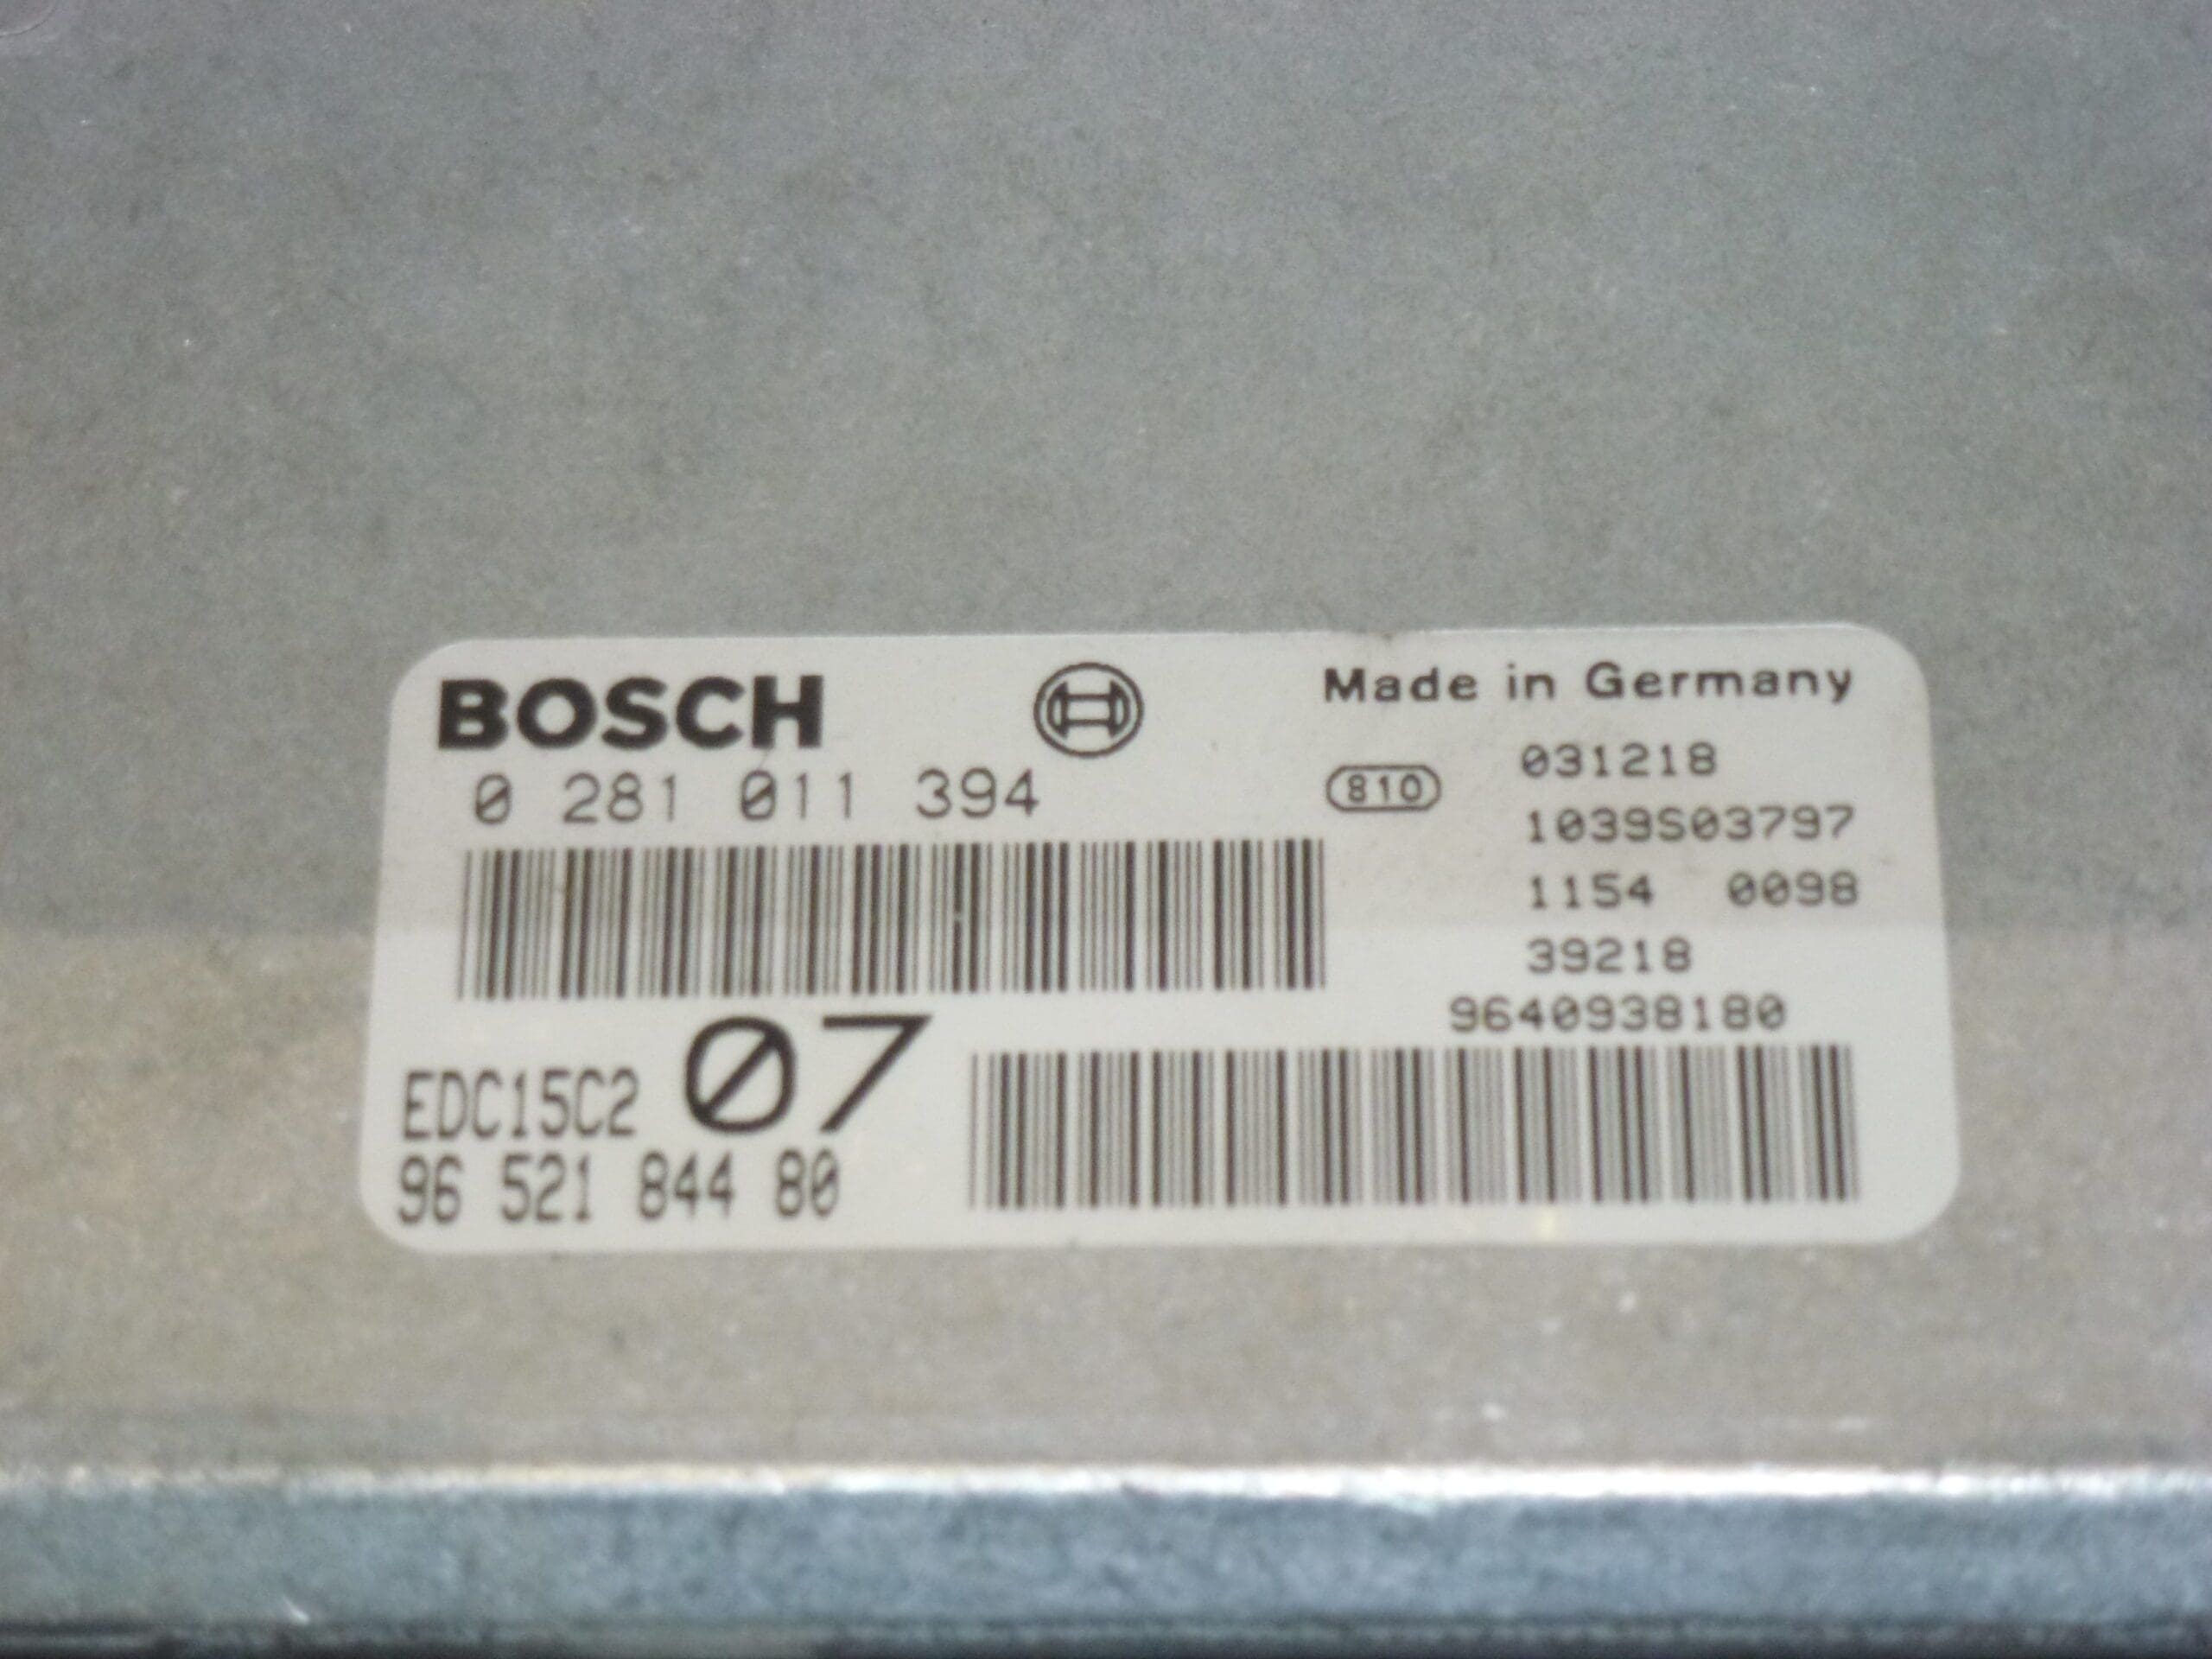 BOSCH
Made in Germany
0 281 011 394
810
031218
1039S03797
1154 0098
39218
9640938180
EDC15C2 07
96 521 844 80